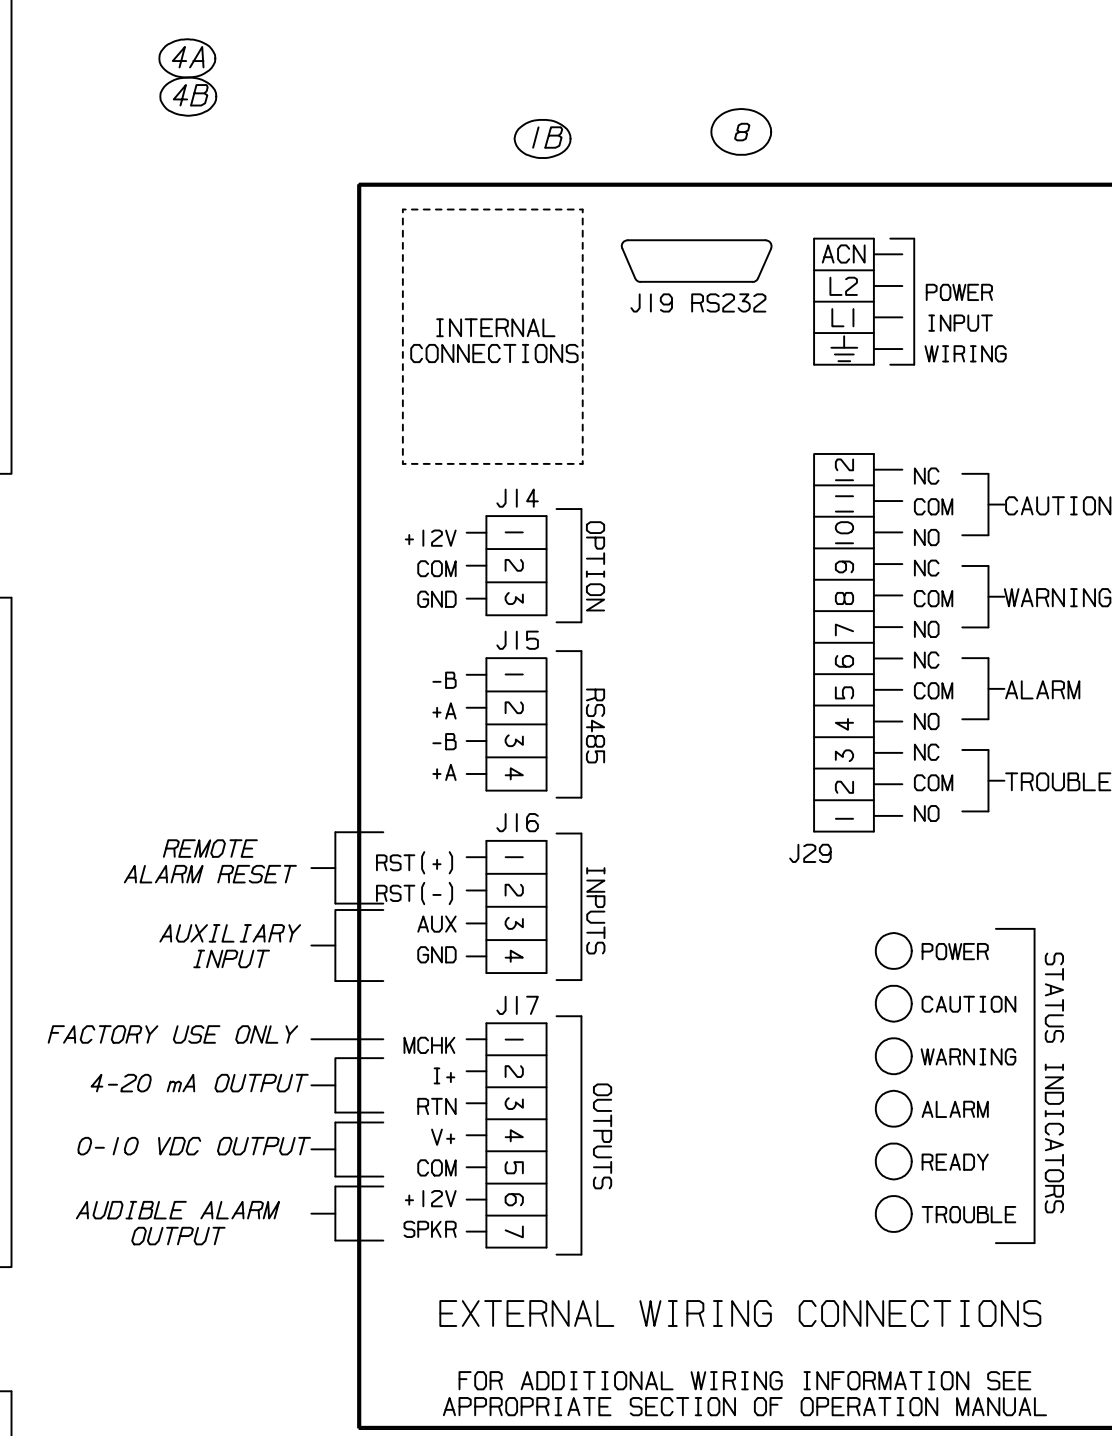 4A
4B
1B
8
INTERNAL
CONNECTIONS
J19 RS232
ACN
L2
L1
POWER
INPUT
WIRING
J14
+12V
COM
GND
1
2
3
OPTION
J15
-B
+A
-B
+A
1
2
3
4
RS485
J16
REMOTE
ALARM RESET
RST(+)
RST(-)
AUXILIARY
INPUT
AUX
GND
1
2
3
4
INPUTS
J17
FACTORY USE ONLY
4-20 mA OUTPUT
0-10 VDC OUTPUT
AUDIBLE ALARM
OUTPUT
MCHK
I+
RTN
V+
COM
+12V
SPKR
1
2
3
4
5
6
7
OUTPUTS
12 NC
11 COM
10 NO
CAUTION
9 NC
8 COM
7 NO
WARNING
6 NC
5 COM
4 NO
ALARM
3 NC
2 COM
1 NO
TROUBLE
J29
POWER
CAUTION
WARNING
ALARM
READY
TROUBLE
STATUS INDICATORS
EXTERNAL WIRING CONNECTIONS
FOR ADDITIONAL WIRING INFORMATION SEE
APPROPRIATE SECTION OF OPERATION MANUAL